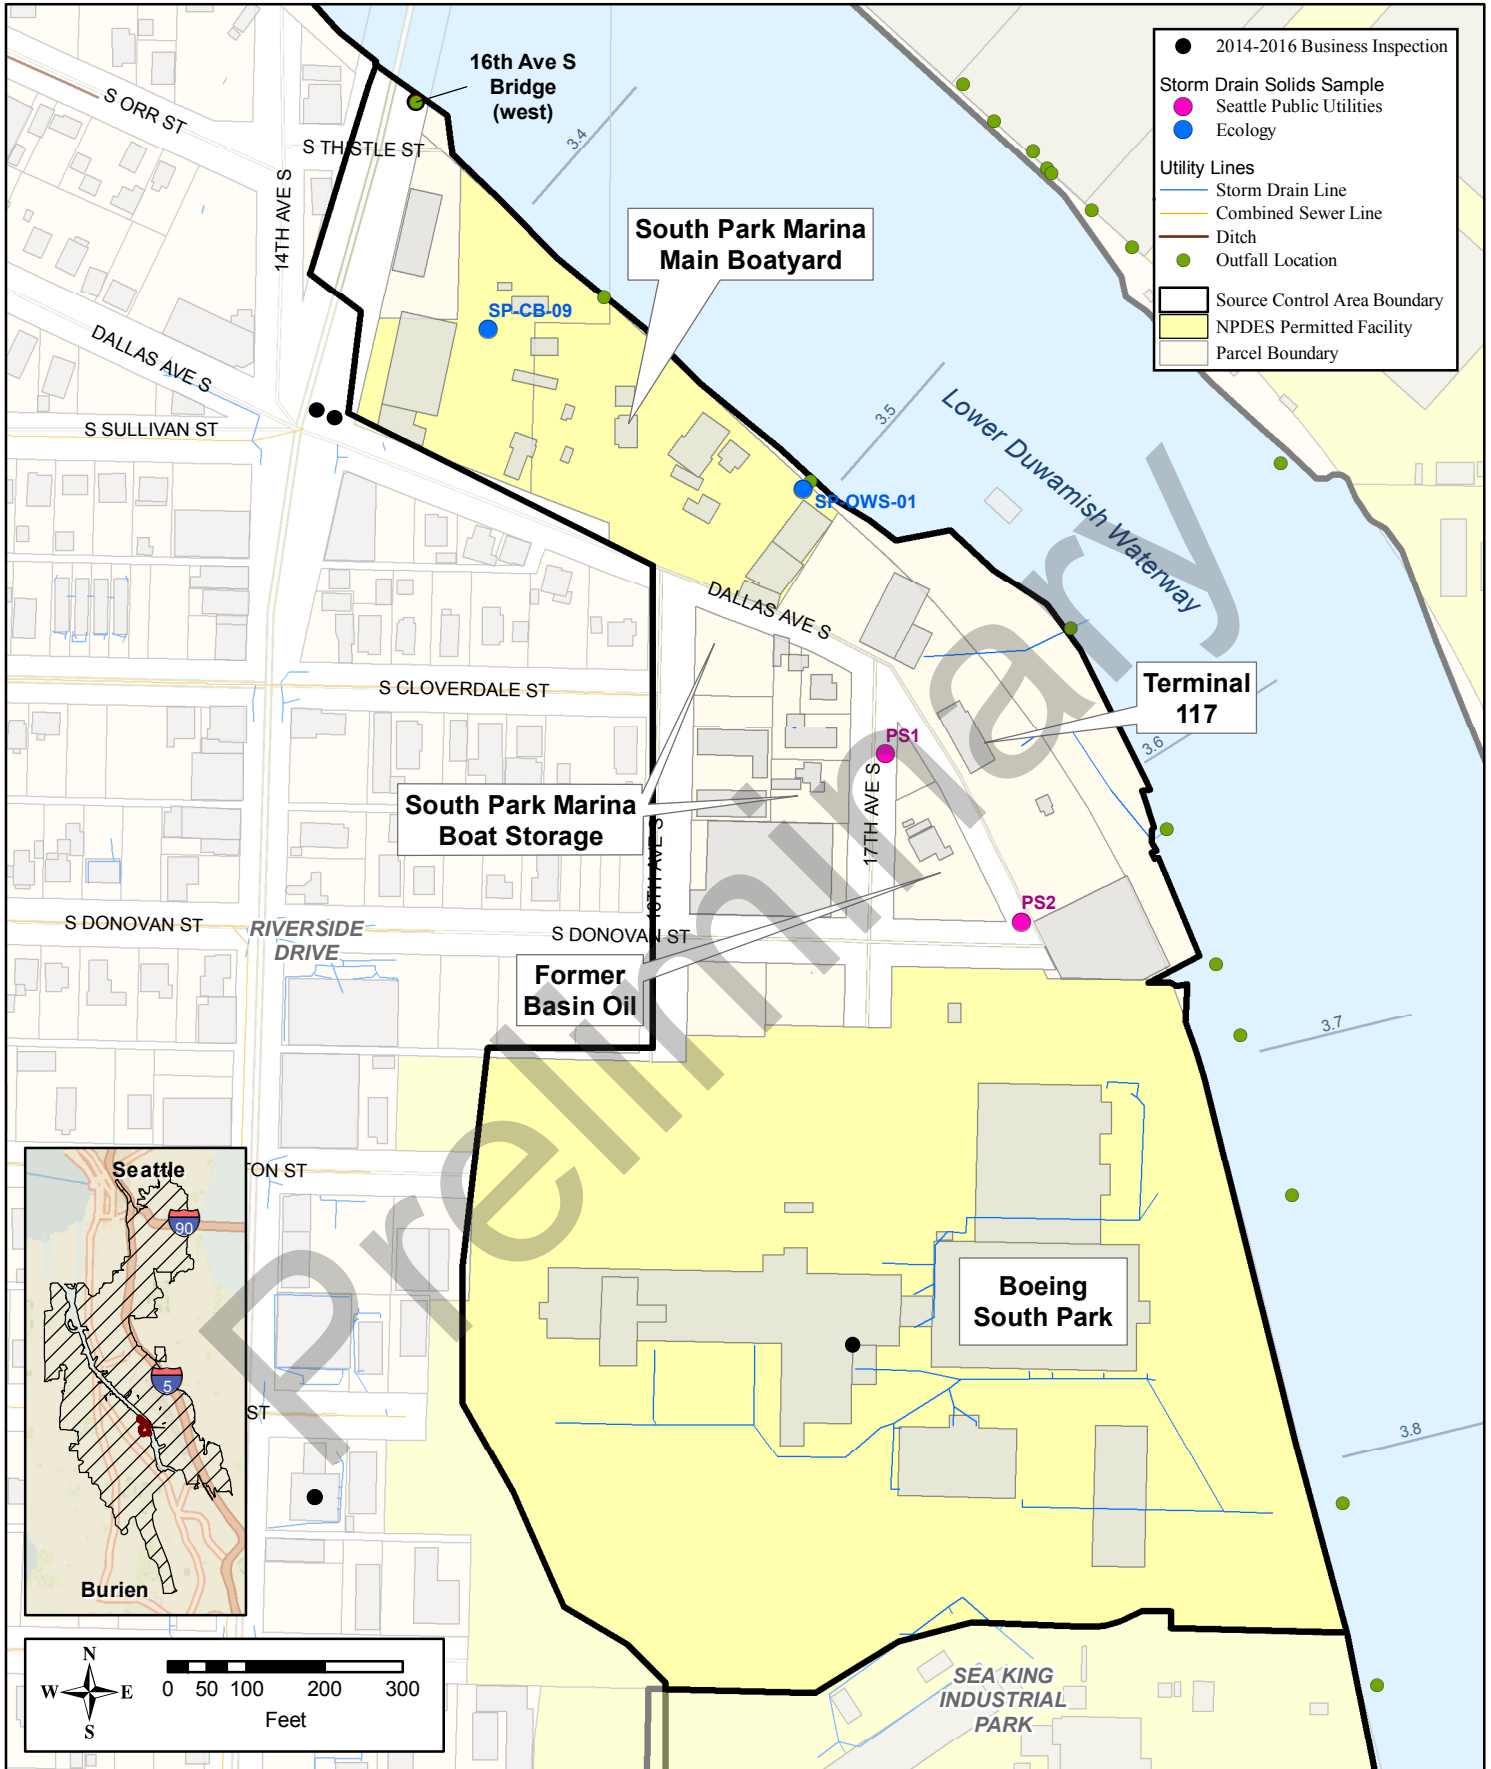 16th Ave S
Bridge
(west)
2014-2016 Business Inspection
Storm Drain Solids Sample
Seattle Public Utilities
Ecology
Utility Lines
Storm Drain Line
Combined Sewer Line
Ditch
Outfall Location
Source Control Area Boundary
NPDES Permitted Facility
Parcel Boundary
S ORR ST
S THISTLE ST
14TH AVE S
3.4
South Park Marina
Main Boatyard
SP-CB-09
DALLAS AVE S
S SULLIVAN ST
3.5
Lower Duwamish Waterway
SP-OWS-01
DALLAS AVE S
S CLOVERDALE ST
Terminal
117
3.6
PS1
South Park Marina
Boat Storage
16TH AVE S
17TH AVE S
PS2
S DONOVAN ST
RIVERSIDE
DRIVE
S DONOVAN ST
Former
Basin Oil
3.7
Preliminary
TON ST
Boeing
South Park
ST
3.8
Seattle
90
5
Burien
N
W E
S
0 50 100 200 300
Feet
SEA KING
INDUSTRIAL
PARK